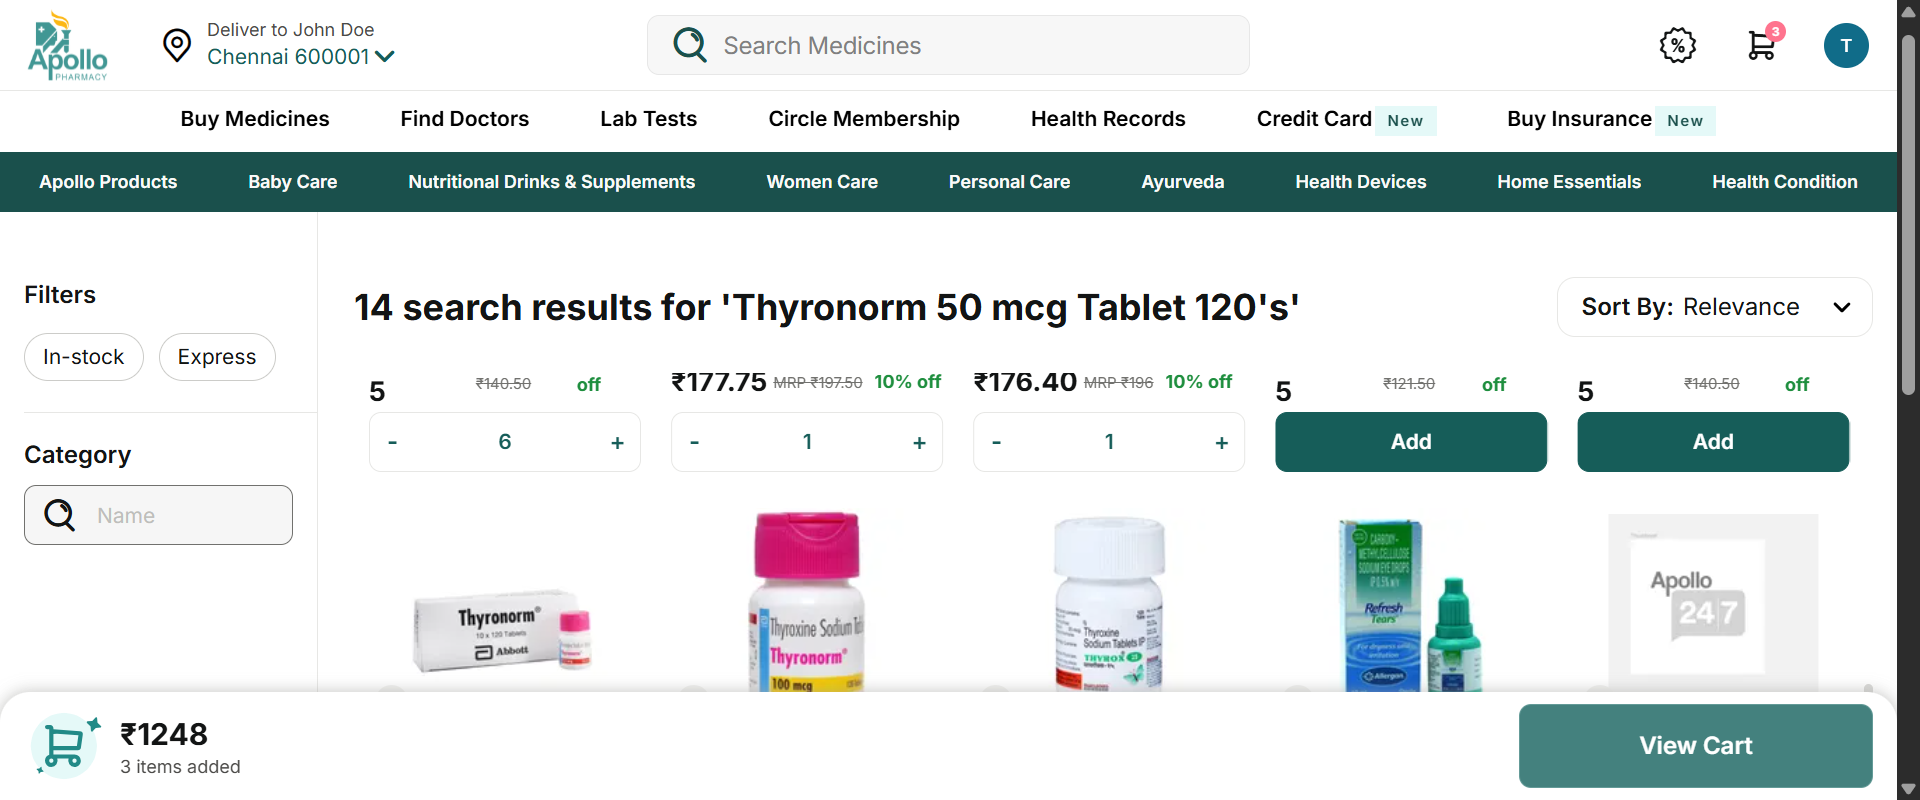 Apollo
PHARMACY
Deliver to John Doe
Chennai 600001
Search Medicines
%
3
T
Buy Medicines
Find Doctors
Lab Tests
Circle Membership
Health Records
Credit Card New
Buy Insurance New
Apollo Products
Baby Care
Nutritional Drinks & Supplements
Women Care
Personal Care
Ayurveda
Health Devices
Home Essentials
Health Condition
Filters
In-stock
Express
Category
Name
14 search results for 'Thyronorm 50 mcg Tablet 120's'
Sort By: Relevance
5 ₹140.50 off
₹177.75 MRP ₹197.50 10% off
₹176.40 MRP ₹196 10% off
5 ₹121.50 off
5 ₹140.50 off
- 6 +
- 1 +
- 1 +
Add
Add
Thyronorm®
10 x 120 Tablets
Abbott
Thyroxine Sodium Tab
Thyronorm®
100 mcg
Thyroxine
Sodium Tablets IP
THYROX 25
CARBOXY-
METHYLCELLULOSE
SODIUM EYE DROPS
IP 0.5% w/v
Refresh
Tears
Allergan
Apollo
24|7
₹1248
3 items added
View Cart